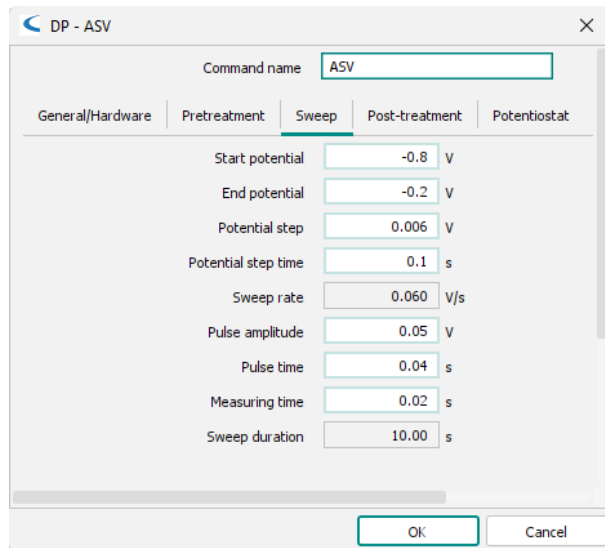 DP - ASV
Command name ASV
General/Hardware Pretreatment Sweep Post-treatment Potentiostat
Start potential -0.8 V
End potential -0.2 V
Potential step 0.006 V
Potential step time 0.1 s
Sweep rate 0.060 V/s
Pulse amplitude 0.05 V
Pulse time 0.04 s
Measuring time 0.02 s
Sweep duration 10.00 s
OK Cancel